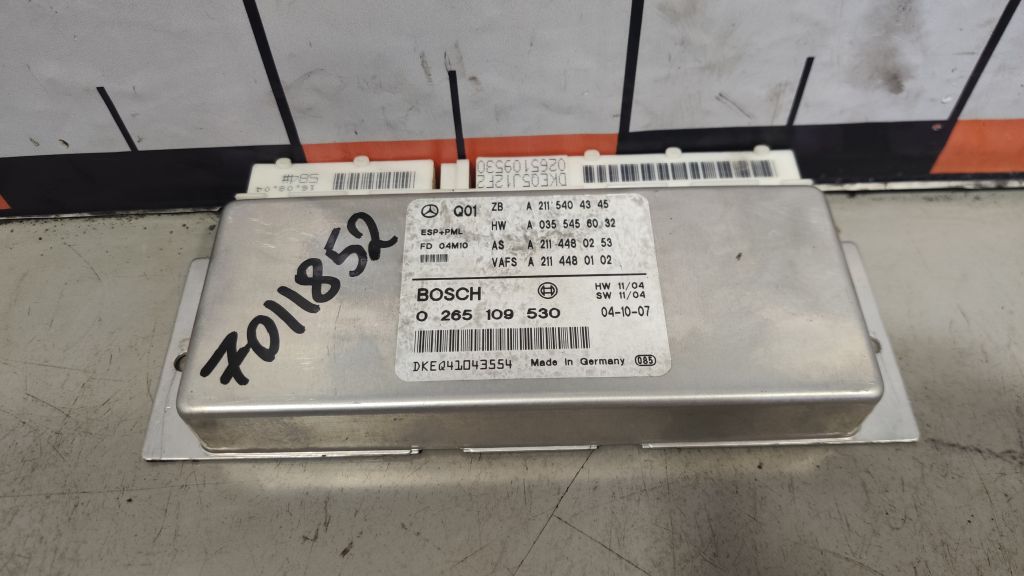 584#
16.08.04
0265109530
DKE05J12F2
7011852
Q01 ZB A 211 540 43 45
ESP+PML HW A 035 545 60 32
FD 04M10 AS A 211 448 02 53
VAFS A 211 448 01 02
BOSCH HW 11/04
SW 11/04
0 265 109 530 04-10-07
DKEQ41043554 Made in Germany 085